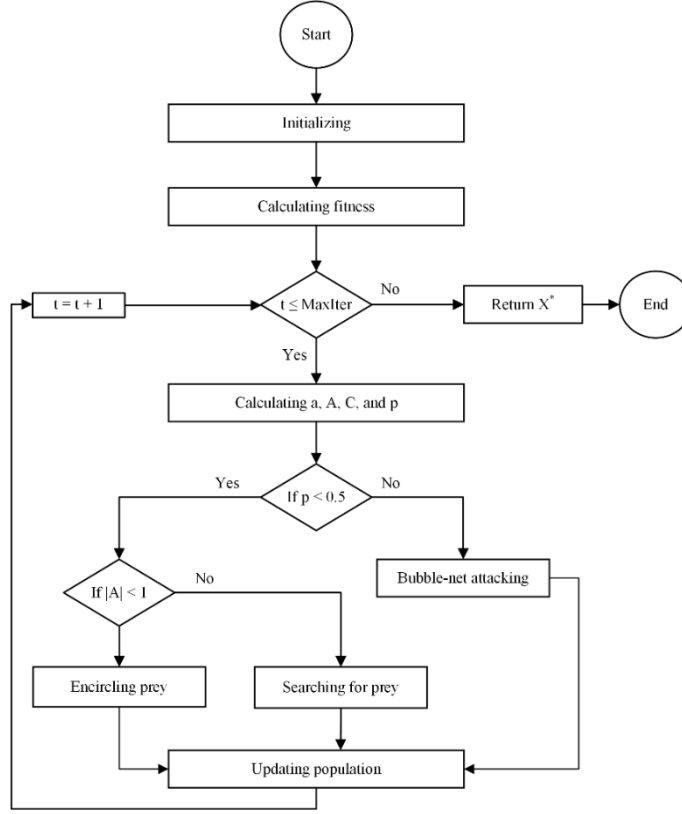 Start
Initializing
Calculating fitness
t = t + 1
t ≤ MaxIter
No
Return X*
End
Yes
Calculating a, A, C, and p
Yes
If p < 0.5
No
If |A| < 1
No
Bubble-net attacking
Encircling prey
Searching for prey
Updating population